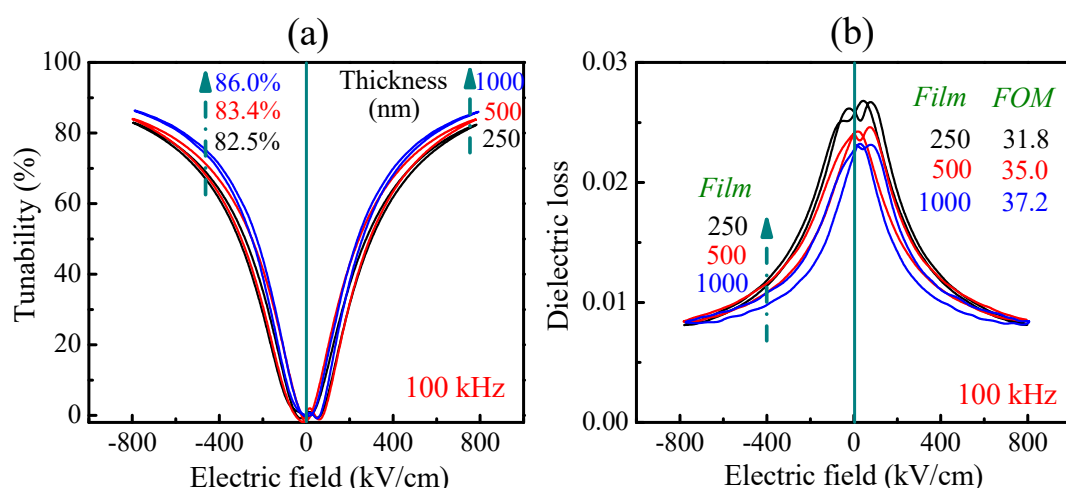 (a)
100
80
60
40
20
0
-800
-400
0
400
800
Tunability (%)
Electric field (kV/cm)
86.0%
83.4%
82.5%
Thickness
(nm)
1000
500
250
100 kHz
(b)
0.03
0.02
0.01
0.00
-800
-400
0
400
800
Dielectric loss
Electric field (kV/cm)
Film FOM
250 31.8
500 35.0
1000 37.2
Film
250
500
1000
100 kHz